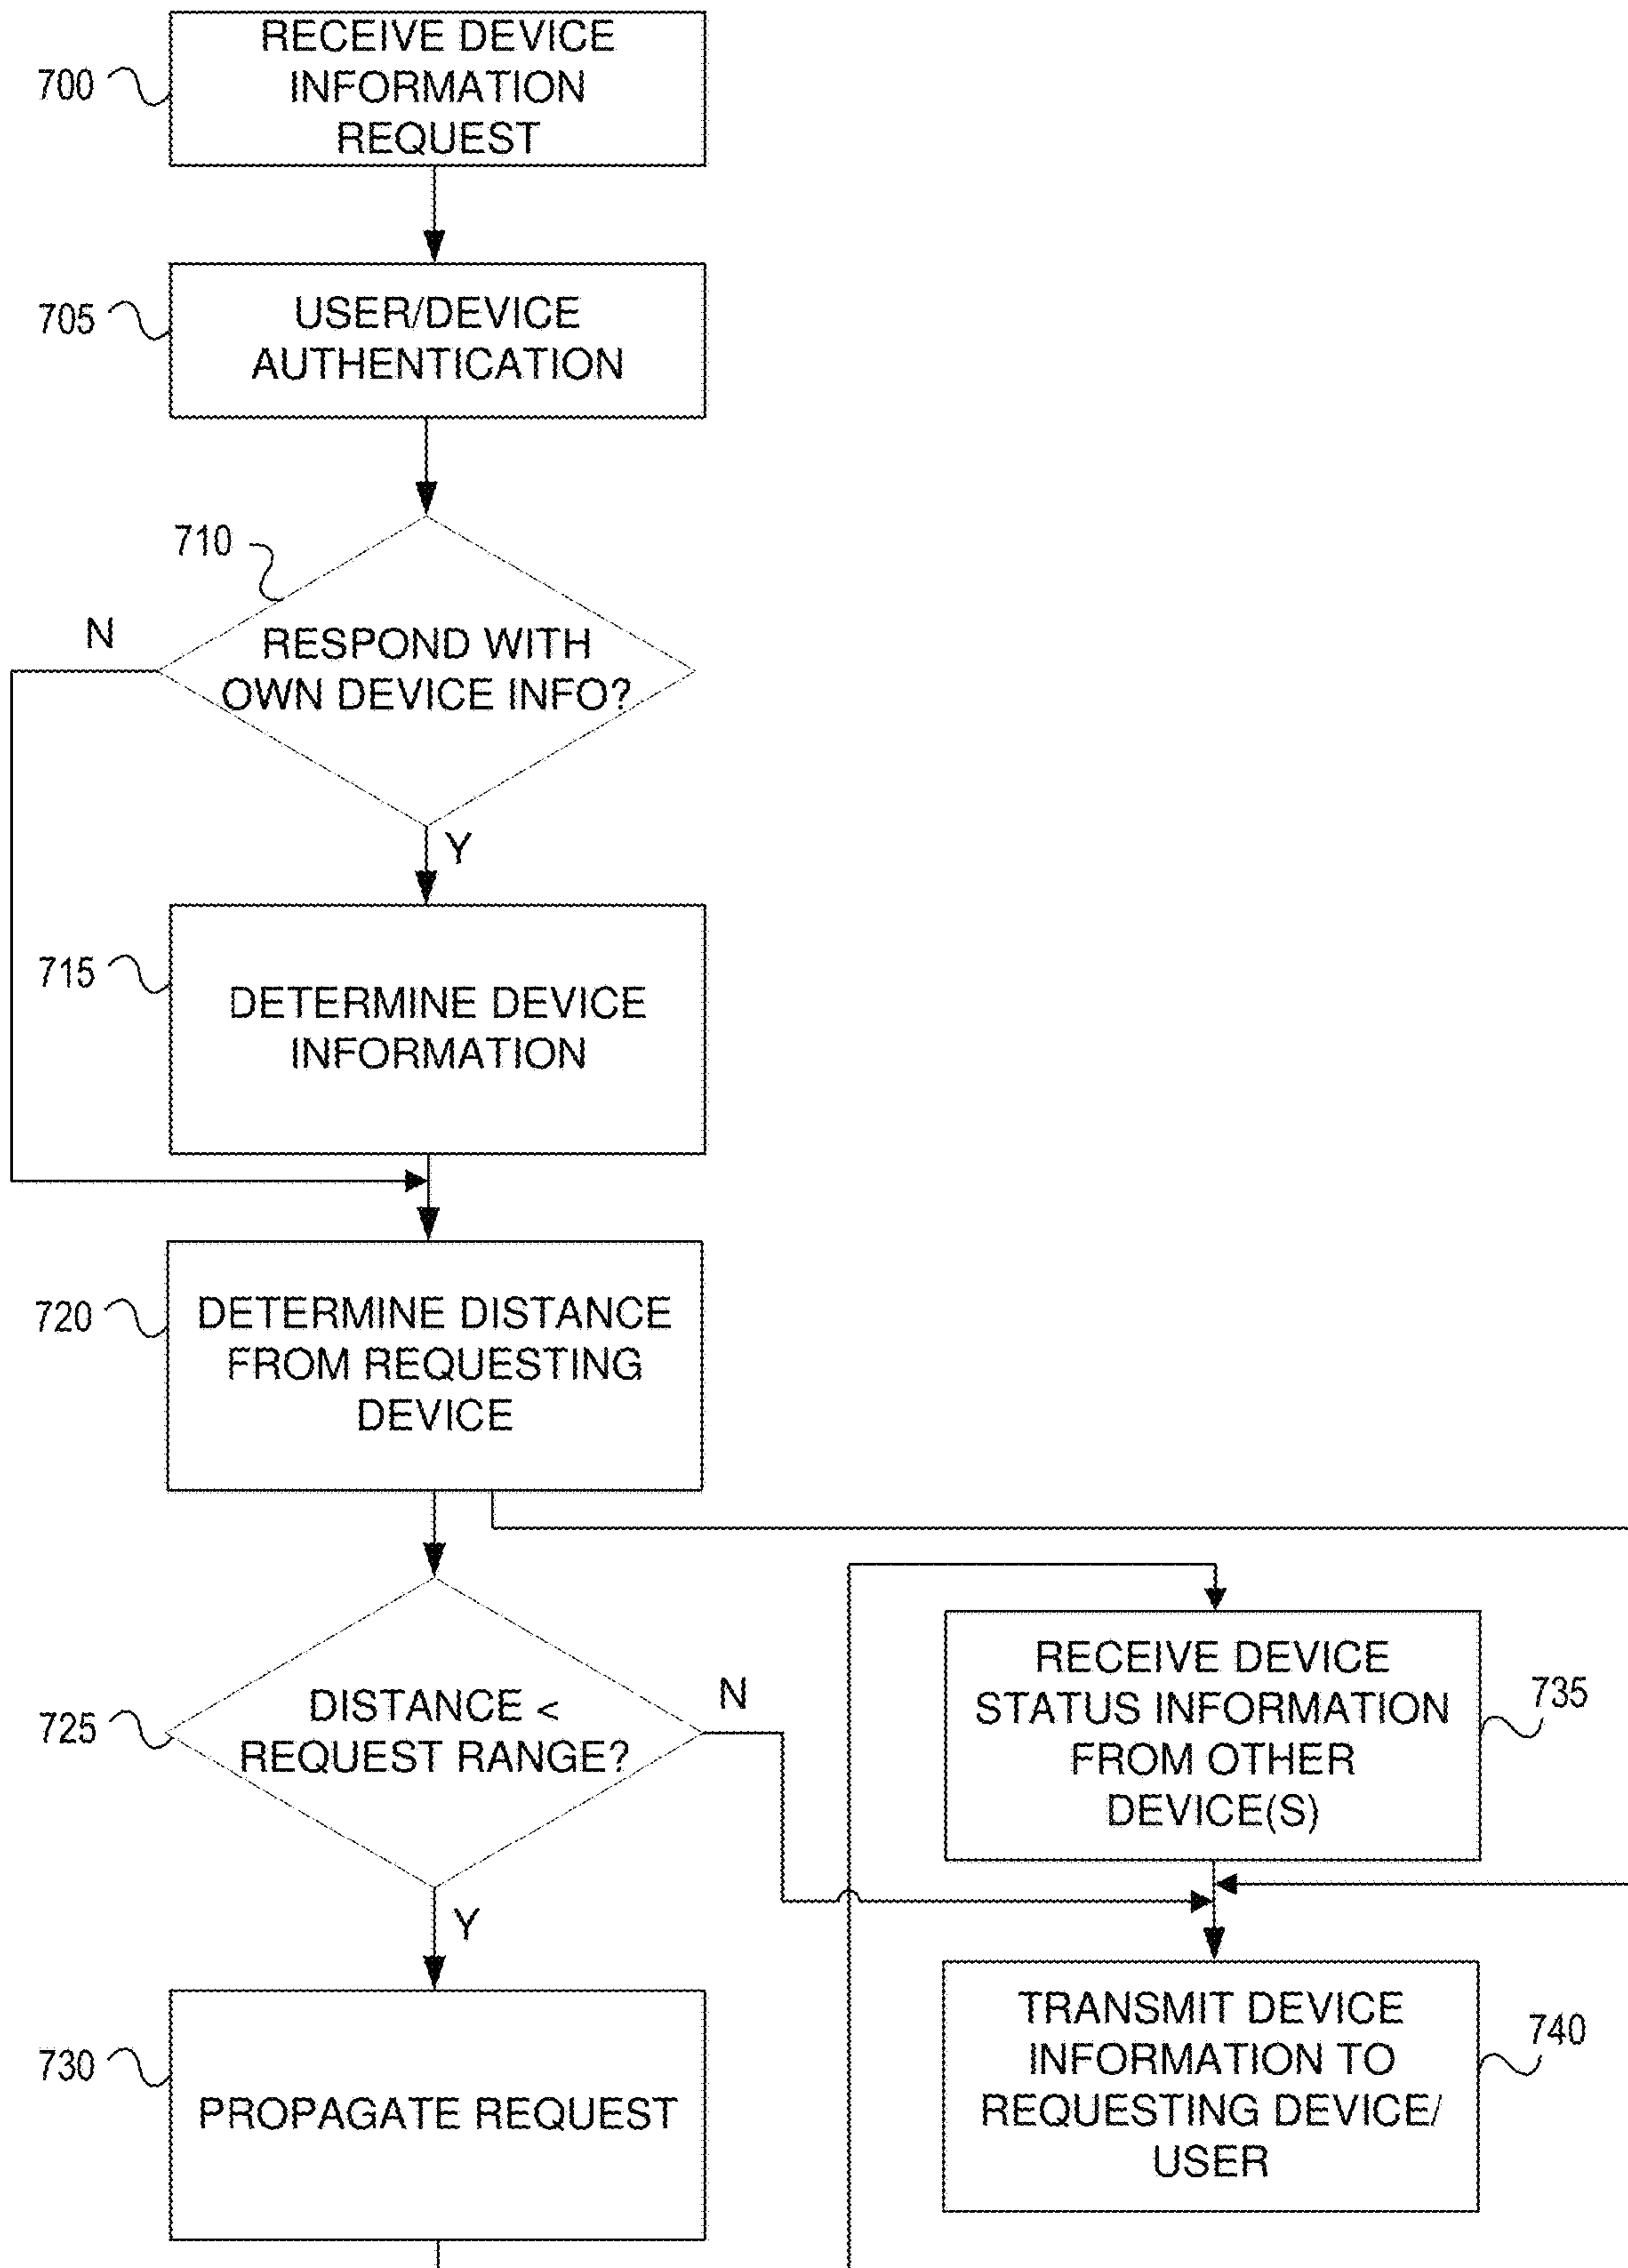 700
RECEIVE DEVICE
INFORMATION
REQUEST
705
USER/DEVICE
AUTHENTICATION
710
N
RESPOND WITH
OWN DEVICE INFO?
Y
715
DETERMINE DEVICE
INFORMATION
720
DETERMINE DISTANCE
FROM REQUESTING
DEVICE
725
DISTANCE <
REQUEST RANGE?
N
Y
730
PROPAGATE REQUEST
RECEIVE DEVICE
STATUS INFORMATION
FROM OTHER
DEVICE(S)
735
TRANSMIT DEVICE
INFORMATION TO
REQUESTING DEVICE/
USER
740